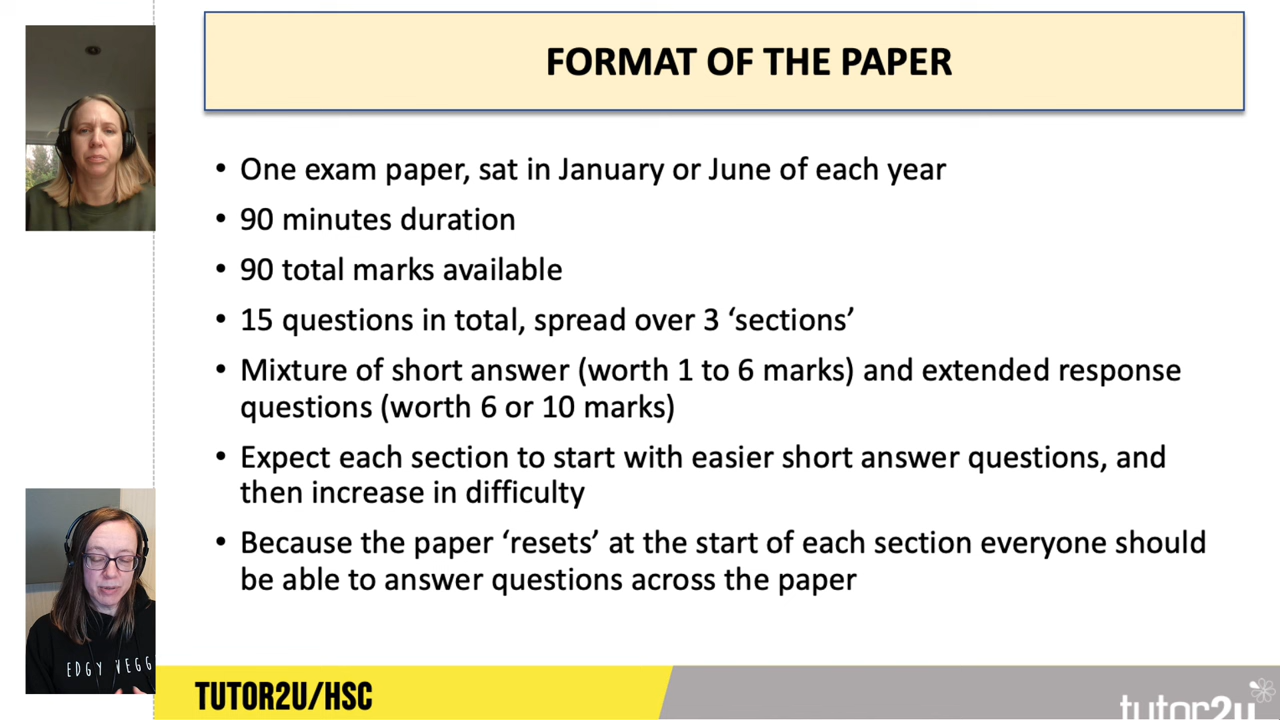 FORMAT OF THE PAPER
• One exam paper, sat in January or June of each year
• 90 minutes duration
• 90 total marks available
• 15 questions in total, spread over 3 ‘sections’
• Mixture of short answer (worth 1 to 6 marks) and extended response
questions (worth 6 or 10 marks)
• Expect each section to start with easier short answer questions, and
then increase in difficulty
• Because the paper ‘resets’ at the start of each section everyone should
be able to answer questions across the paper
EDGY VEGG
TUTOR2U/HSC
tutor2u